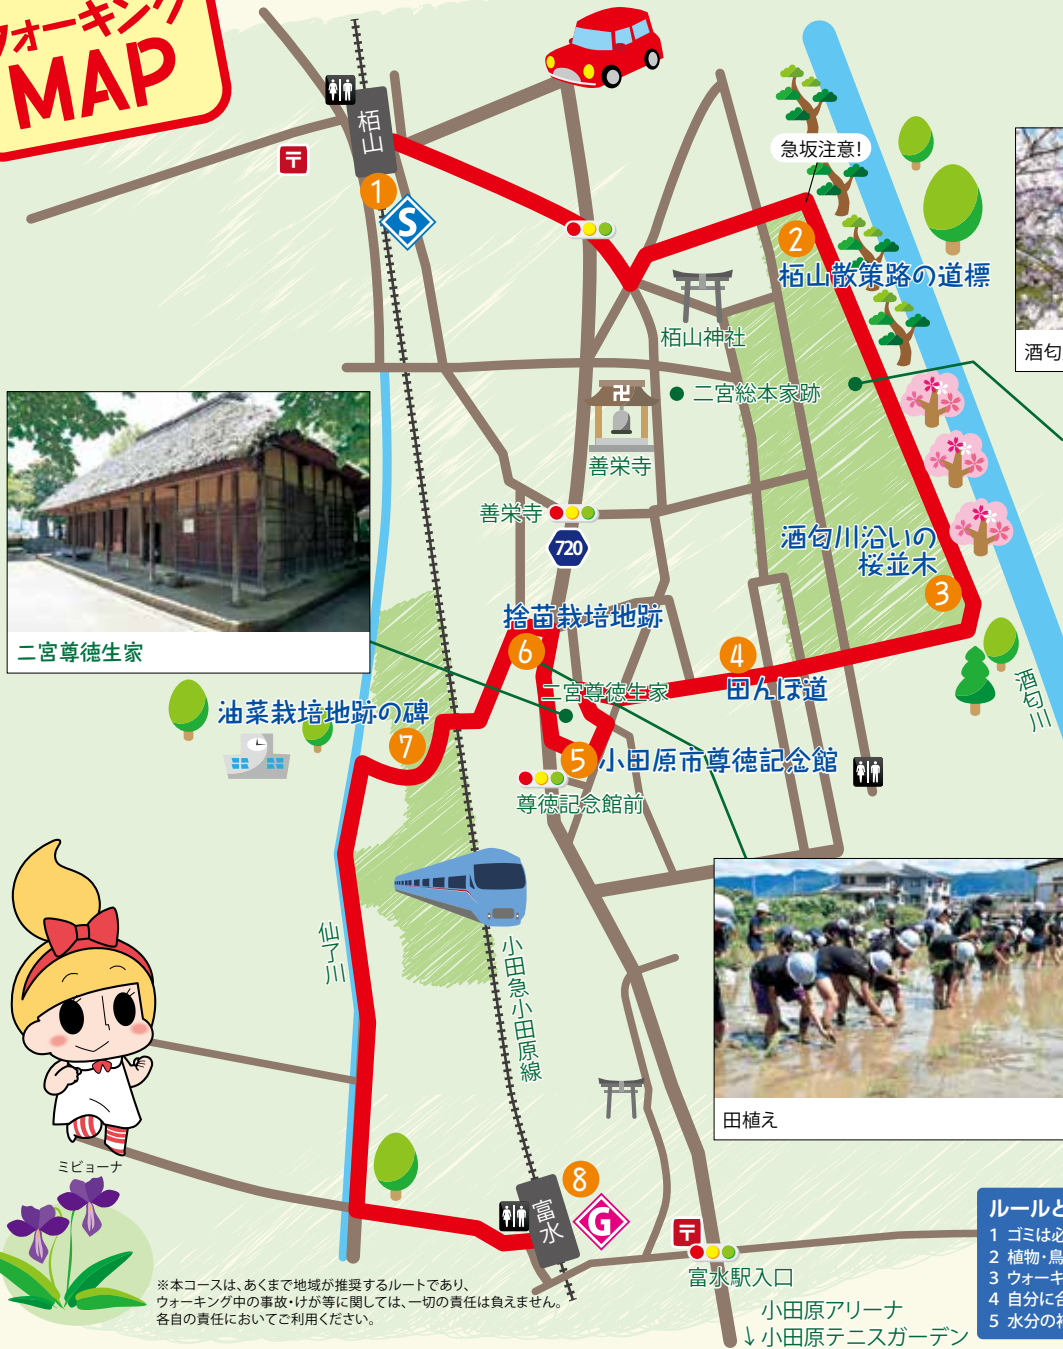 ウォーキング
MAP
栢山
〒
1
S
急坂注意!
2
栢山散策路の道標
栢山神社
酒匂
二宮総本家跡
卍
善栄寺
善栄寺
720
酒匂川沿いの
桜並木
3
捨苗栽培地跡
6
4
田んぼ道
二宮尊徳生家
二宮尊徳生家
酒匂川
油菜栽培地跡の碑
7
5
小田原市尊徳記念館
尊徳記念館前
仙了川
小田急小田原線
田植え
ミビョーナ
8
富水
G
〒
富水駅入口
小田原アリーナ
↓小田原テニスガーデン
※本コースは、あくまで地域が推奨するルートであり、
ウォーキング中の事故・けが等に関しては、一切の責任は負えません。
各自の責任においてご利用ください。
ルールと
1 ゴミは必
2 植物・鳥
3 ウォーキ
4 自分に合
5 水分の補